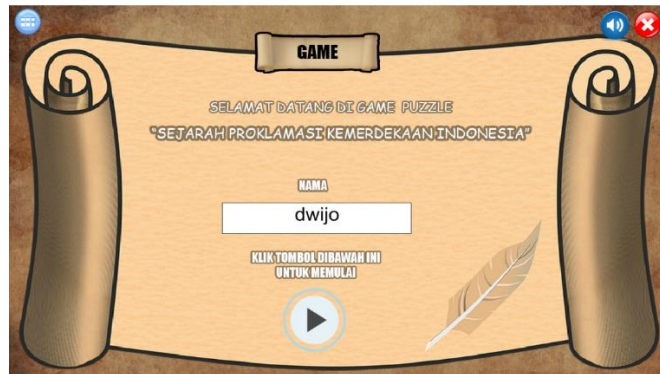 GAME
SELAMAT DATANG DI GAME PUZZLE
"SEJARAH PROKLAMASI KEMERDEKAAN INDONESIA"
NAMA
dwijo
KLIK TOMBOL DIBAWAH INI
UNTUK MEMULAI